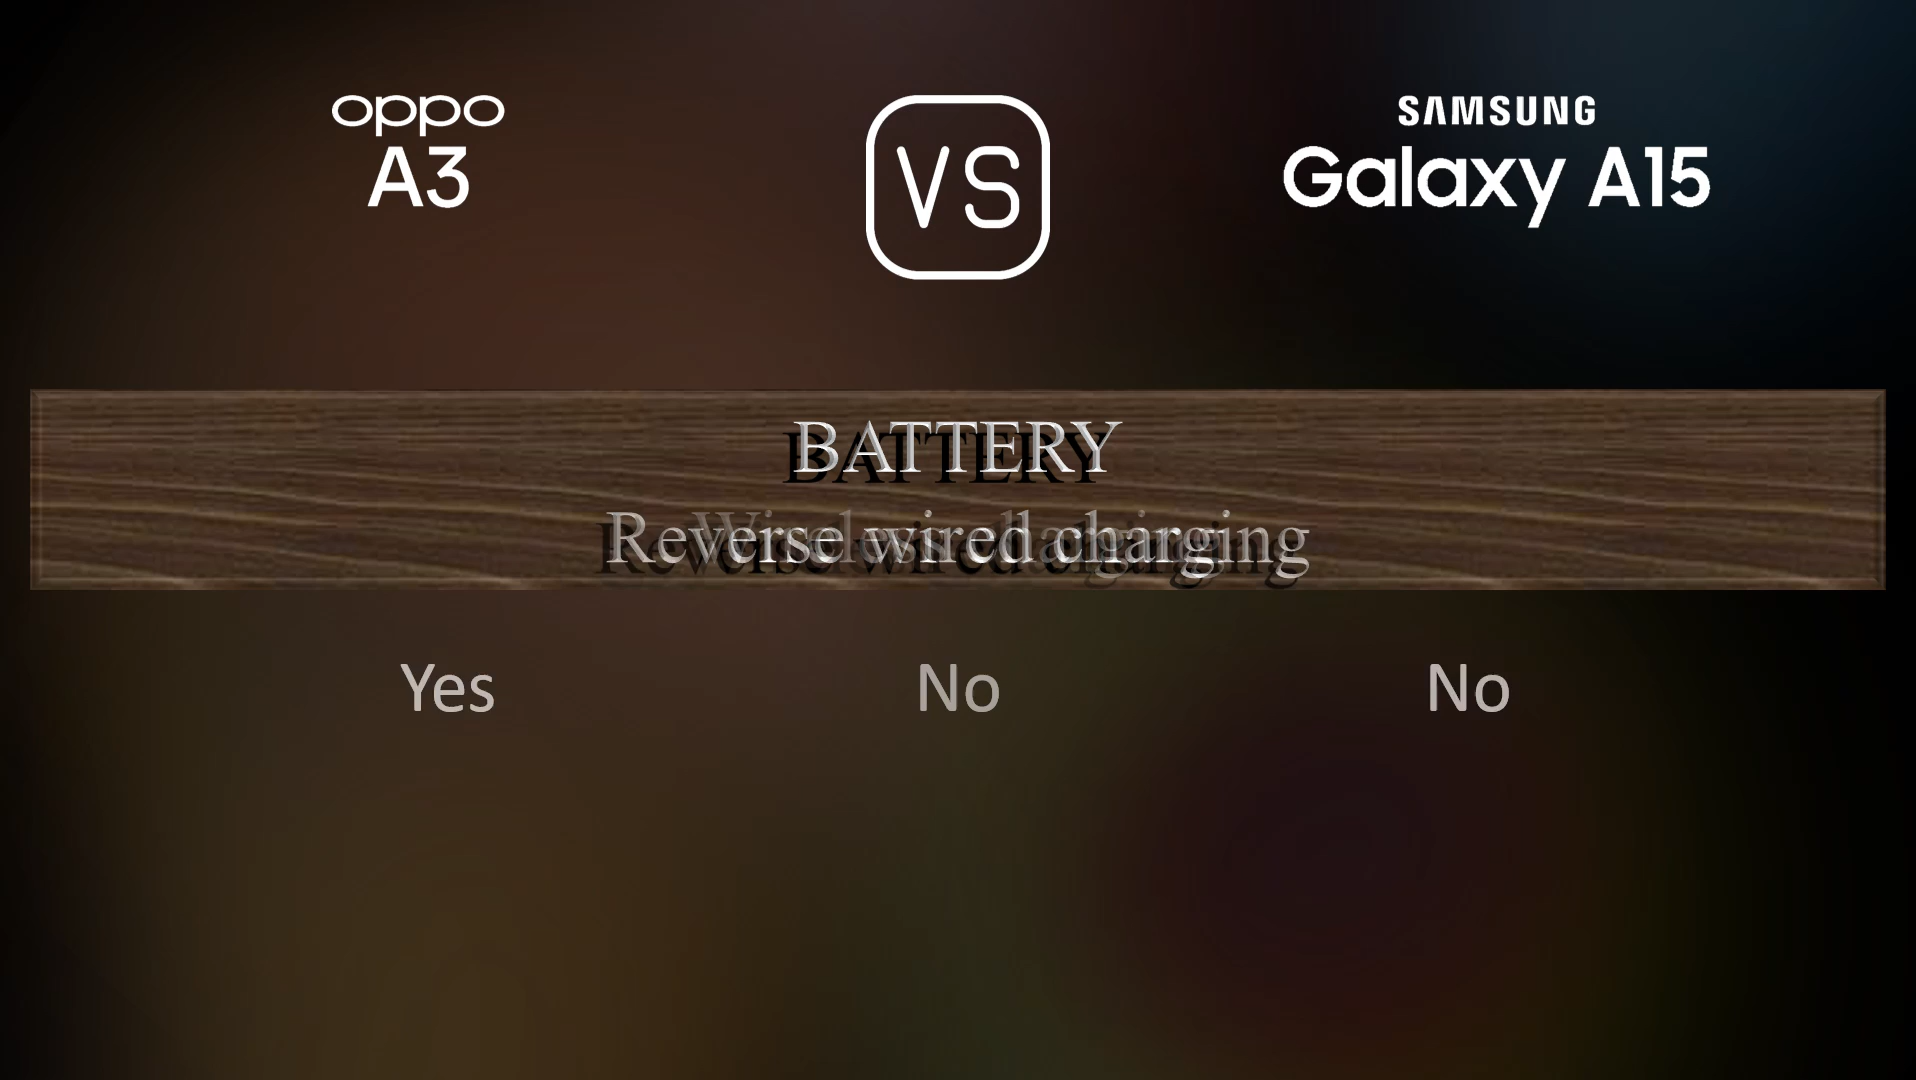 oppo
A3
VS
SAMSUNG
Galaxy A15
BATTERY
Reverse wired charging
Yes
No
No